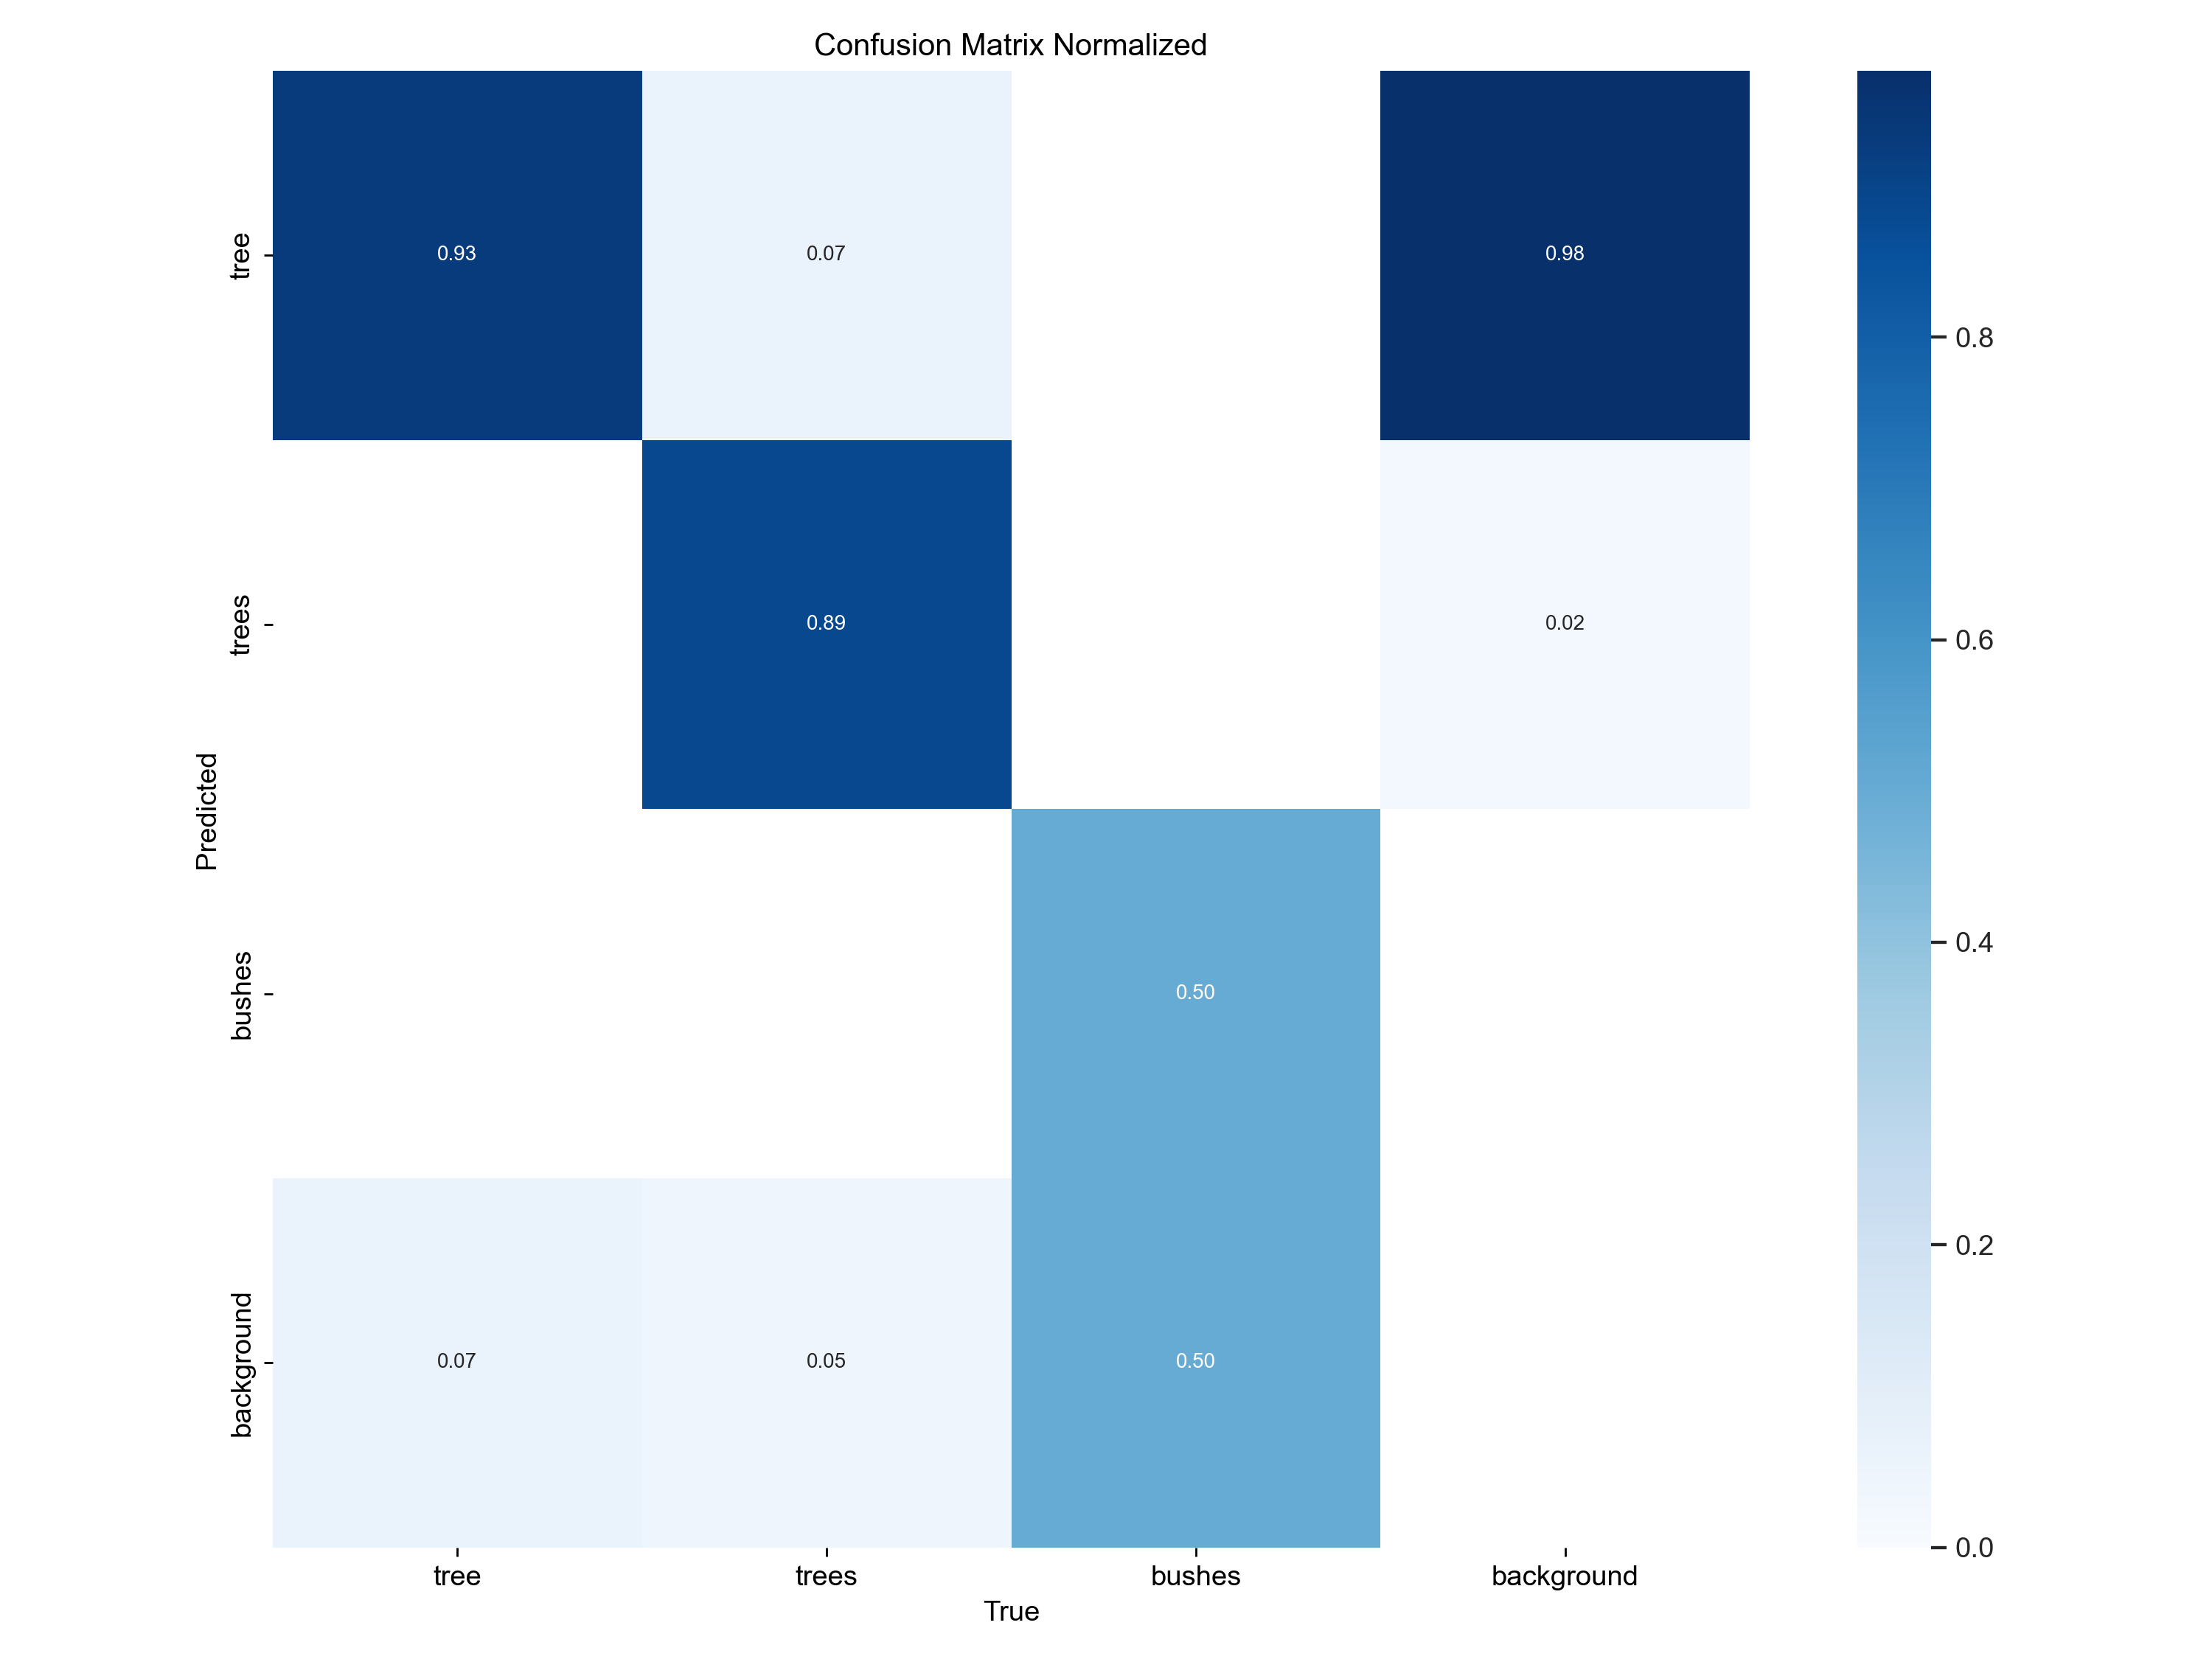 Confusion Matrix Normalized
tree
0.93
0.07
0.98
trees
0.89
0.02
bushes
0.50
background
0.07
0.05
0.50
Predicted
tree
trees
bushes
background
True
0.8
0.6
0.4
0.2
0.0